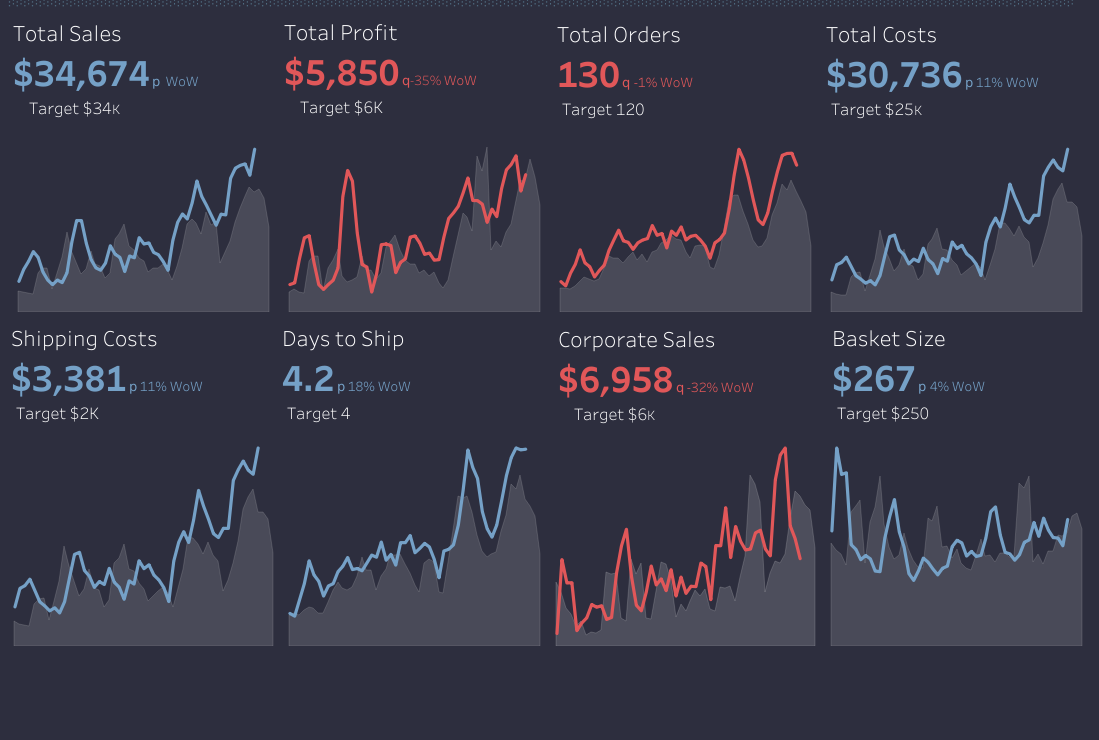 Total Sales
$34,674 p WoW
Target $34K
Total Profit
$5,850 q-35% WoW
Target $6K
Total Orders
130 q -1% WoW
Target 120
Total Costs
$30,736 p 11% WoW
Target $25K
Shipping Costs
$3,381 p 11% WoW
Target $2K
Days to Ship
4.2 p 18% WoW
Target 4
Corporate Sales
$6,958 q -32% WoW
Target $6K
Basket Size
$267 p 4% WoW
Target $250